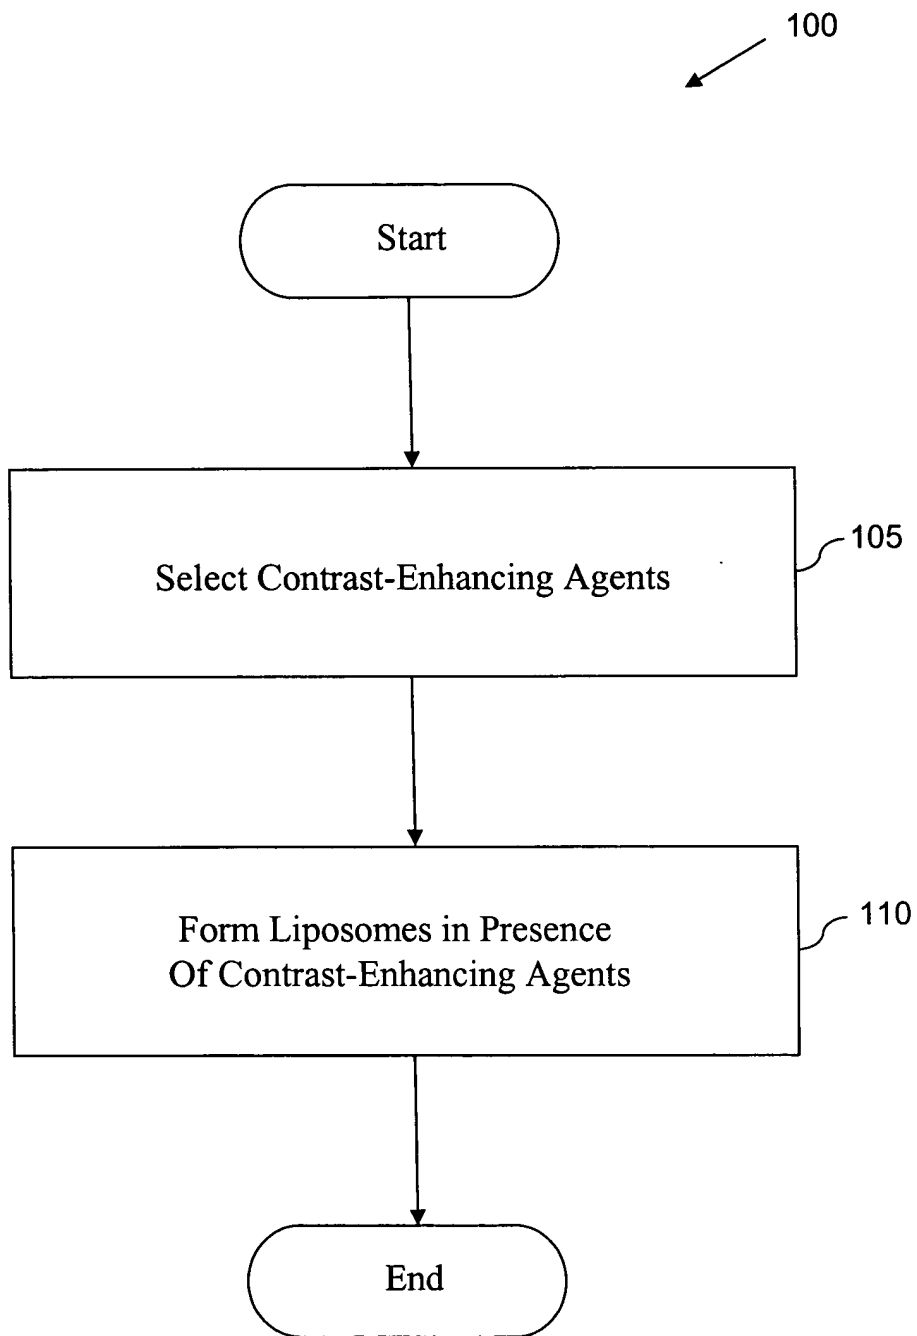 100
Start
Select Contrast-Enhancing Agents
105
Form Liposomes in Presence
Of Contrast-Enhancing Agents
110
End